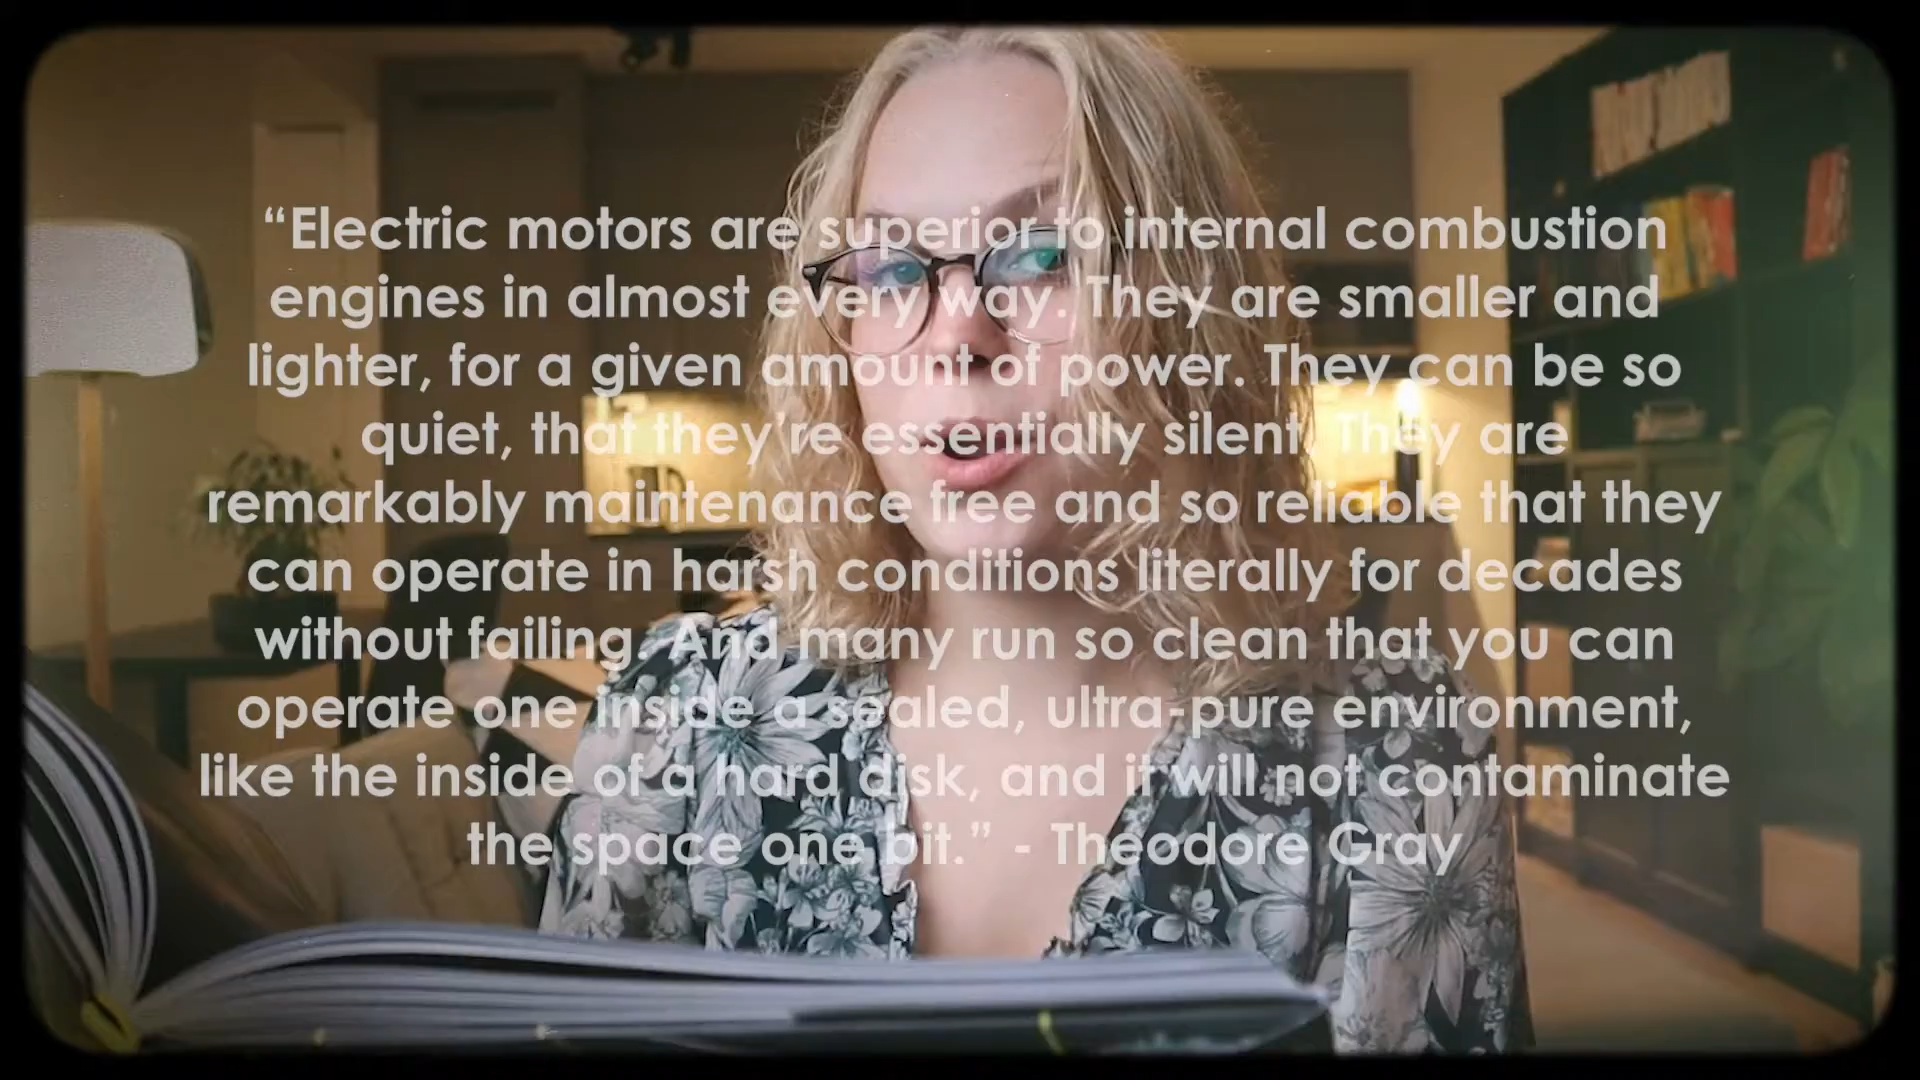 “Electric motors are superior to internal combustion
engines in almost every way. They are smaller and
lighter, for a given amount of power. They can be so
quiet, that they’re essentially silent. They are
remarkably maintenance free and so reliable that they
can operate in harsh conditions literally for decades
without failing. And many run so clean that you can
operate one inside a sealed, ultra-pure environment,
like the inside of a hard disk, and it will not contaminate
the space one bit.” - Theodore Gray